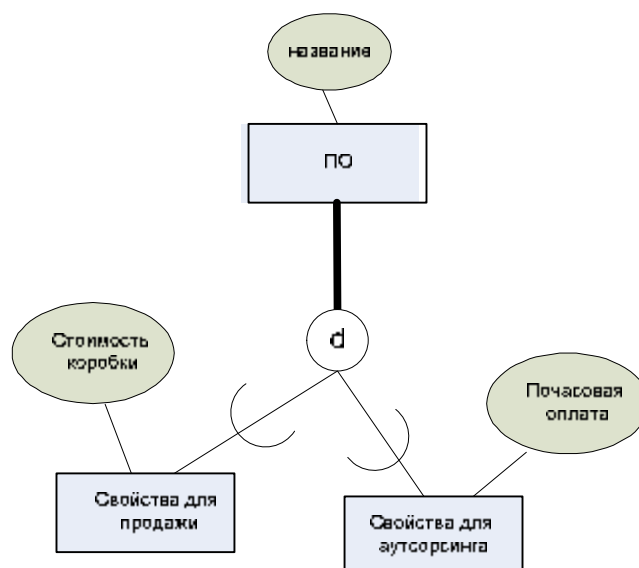 название
ПО
d
Стоимость
коробки
Почасовая
оплата
Свойства для
продажи
Свойства для
аутсорсинга